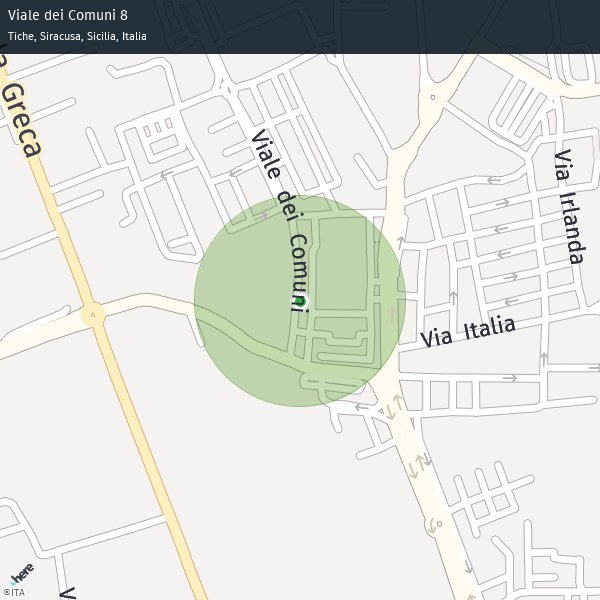 Viale dei Comuni 8
Tiche, Siracusa, Sicilia, Italia
Greca
Viale dei Comuni
Via Irlanda
Via Italia
here
©ITA